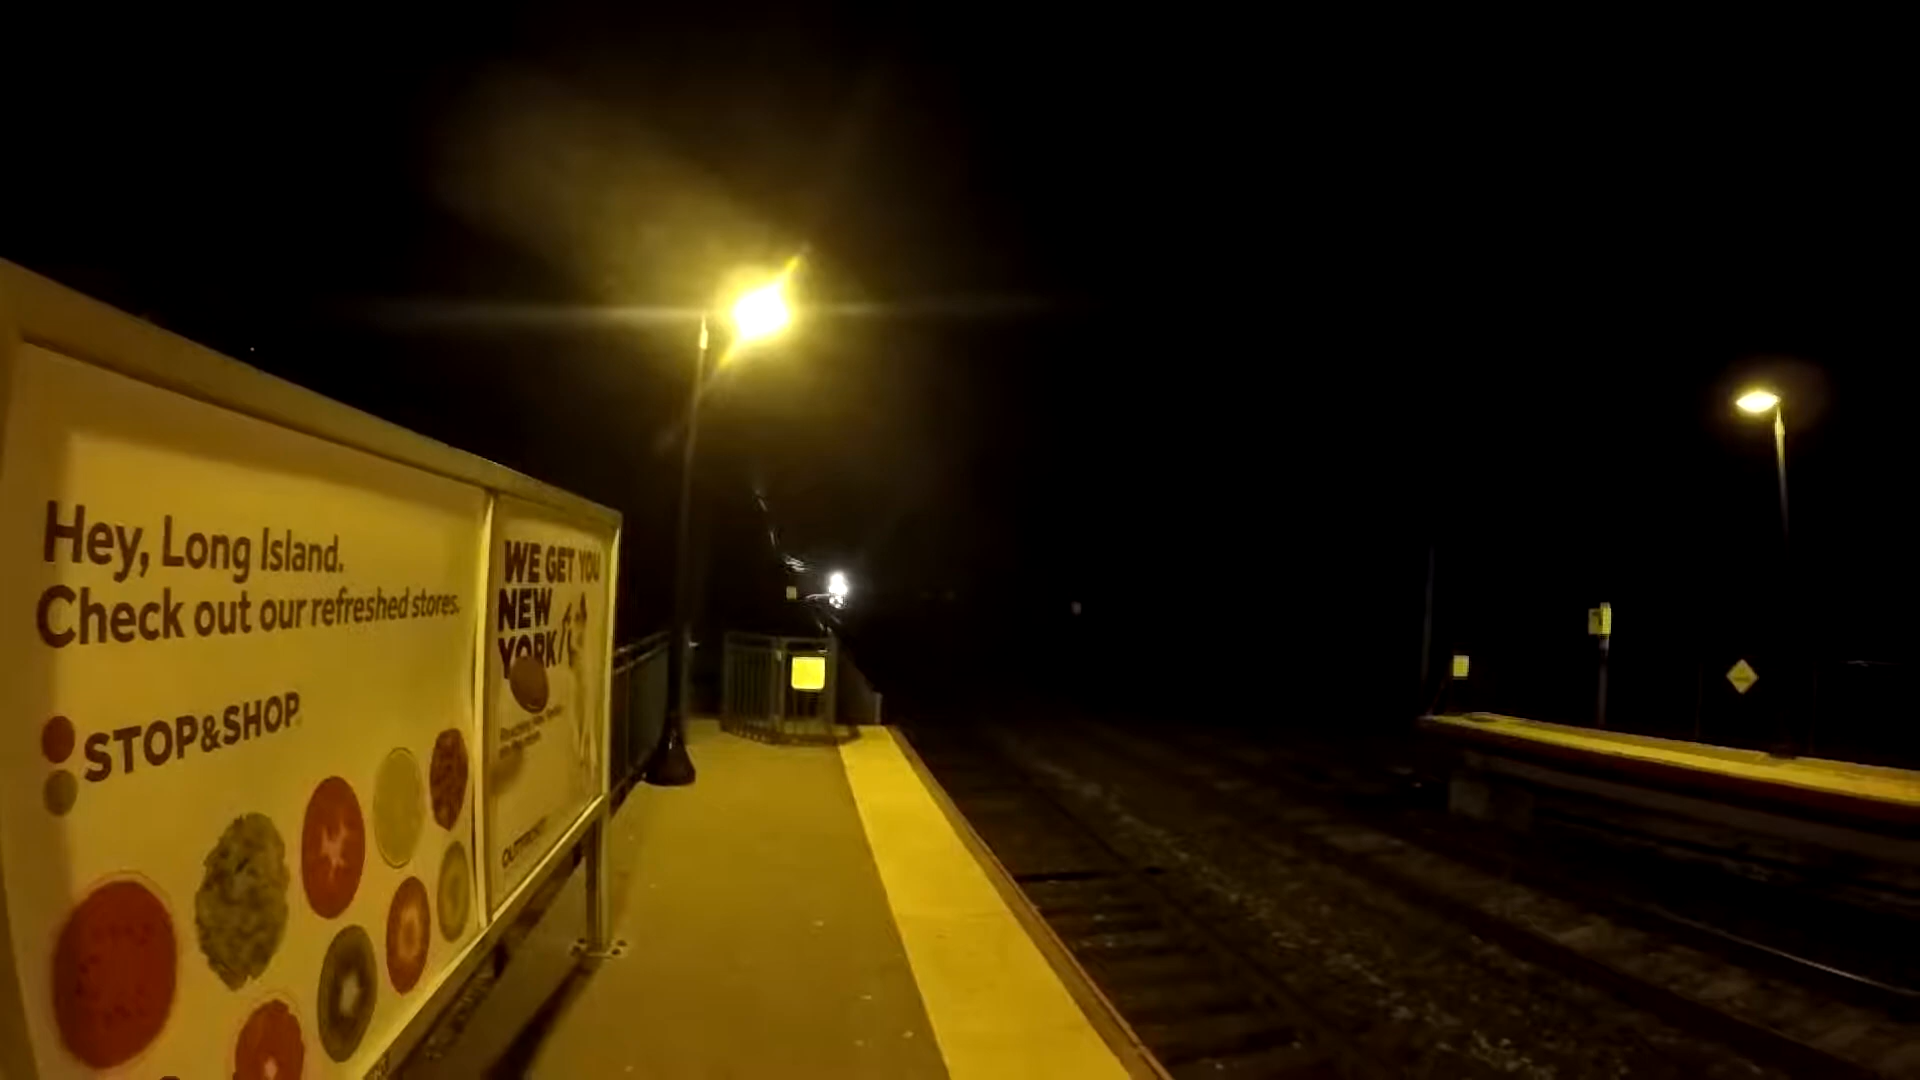 Hey, Long Island.
Check out our refreshed stores.
STOP&SHOP
WE GET YOU
NEW
YORK